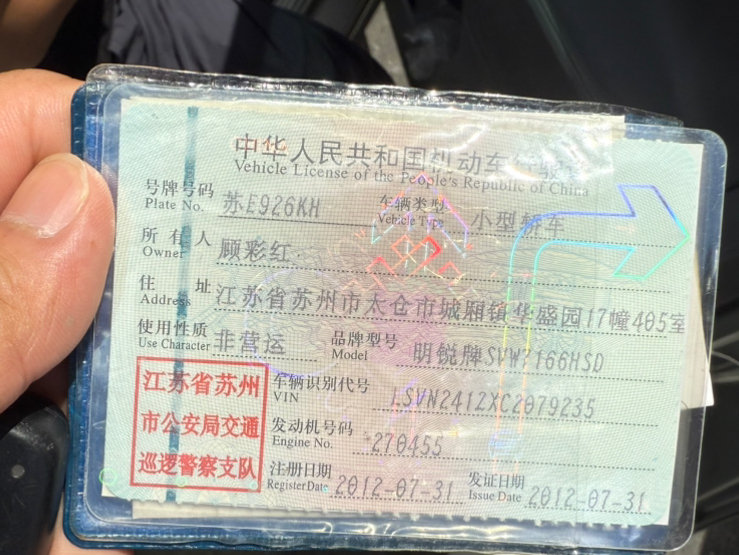 中华人民共和国机动车行驶证
Vehicle License of the People's Republic of China
号牌号码 Plate No. 苏E926KH 车辆类型 Vehicle Type 小型轿车
所有人 Owner 顾彩红
住址 Address 江苏省苏州市太仓市城厢镇华盛园17幢405室
使用性质 Use Character 非营运 品牌型号 Model 明锐牌SVW7166HSD
江苏省苏州
市公安局交通
巡逻警察支队
车辆识别代号 VIN LSVN2412XC2079235
发动机号码 Engine No. 270455
注册日期 Register Date 2012-07-31 发证日期 Issue Date 2012-07-31